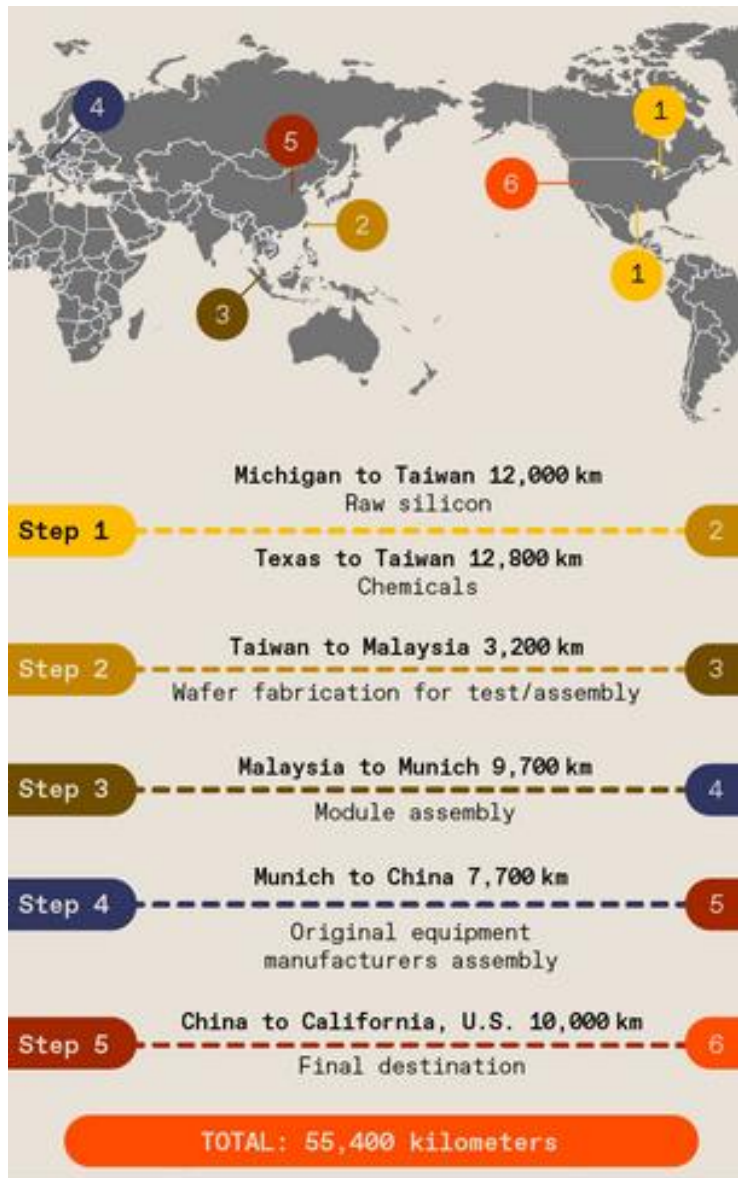 4
5
1
6
2
3
1
Michigan to Taiwan 12,000 km
Raw silicon
Step 1
2
Texas to Taiwan 12,800 km
Chemicals
Taiwan to Malaysia 3,200 km
Step 2
3
Wafer fabrication for test/assembly
Malaysia to Munich 9,700 km
Step 3
4
Module assembly
Munich to China 7,700 km
Step 4
5
Original equipment
manufacturers assembly
China to California, U.S. 10,000 km
Step 5
6
Final destination
TOTAL: 55,400 kilometers